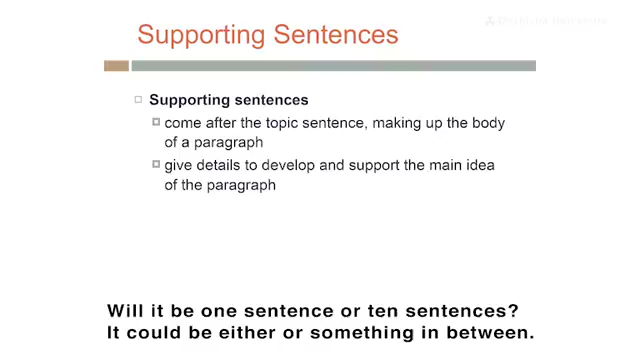 Supporting Sentences
Supporting sentences
come after the topic sentence, making up the body
of a paragraph
give details to develop and support the main idea
of the paragraph
Will it be one sentence or ten sentences?
It could be either or something in between.